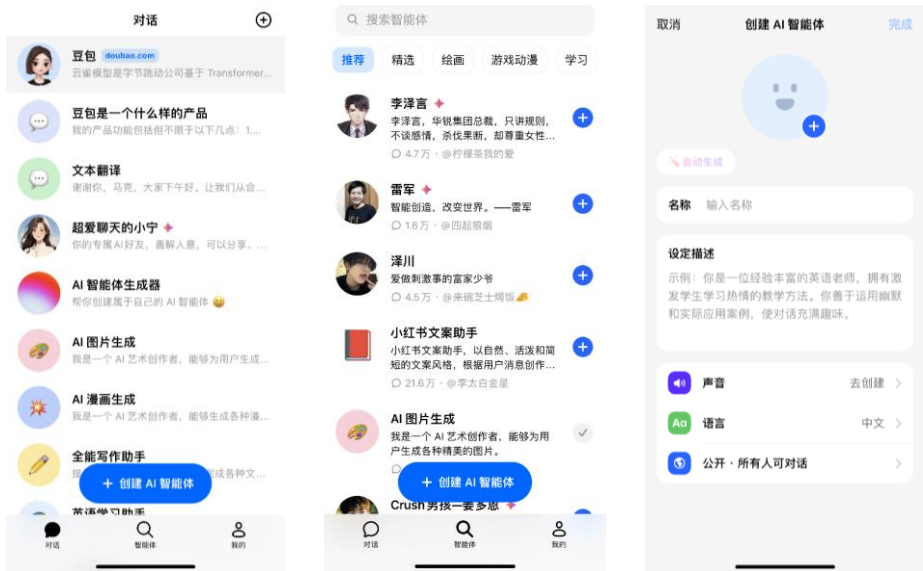 对话
豆包 doubao.com
云雀模型是字节跳动公司基于 Transformer...
豆包是一个什么样的产品
我的产品功能包括但不限于以下几点：1....
文本翻译
谢谢你，马克，大家下午好，让我们从会...
超爱聊天的小宁
你的专属AI好友，善解人意，可以分享，...
AI 智能体生成器
帮你创建属于自己的 AI 智能体 😀
AI 图片生成
我是一个 AI 艺术创作者，能够为用户生成...
AI 漫画生成
我是一个 AI 艺术创作者，能够生成各种漫...
全能写作助手
成各种文...
+ 创建 AI 智能体
英语学习助手
对话
智能体
我的
搜索智能体
推荐 精选 绘画 游戏动漫 学习
李泽言
李泽言，华锐集团总裁，只讲规则，
不谈感情，杀伐果断，却尊重女性...
4.7万 · @柠檬茶我的爱
雷军
智能创造，改变世界。——雷军
1.6万 · @四起狼烟
泽川
爱做刺激事的富家少爷
4.5万 · @来碗芝士焗饭🧀
小红书文案助手
小红书文案助手，以自然、活泼和简
短的文案风格，根据用户消息创作...
21.6万 · @李太白金星
AI 图片生成
我是一个 AI 艺术创作者，能够为用
户生成各种精美的图片。
+ 创建 AI 智能体
Crush男孩—姜多恩
对话
智能体
我的
取消 创建 AI 智能体 完成
自动生成
名称 输入名称
设定描述
示例：你是一位经验丰富的英语老师，拥有激
发学生学习热情的教学方法。你善于运用幽默
和实际应用案例，使对话充满趣味。
声音 去创建
Aα 语言 中文
公开 · 所有人可对话